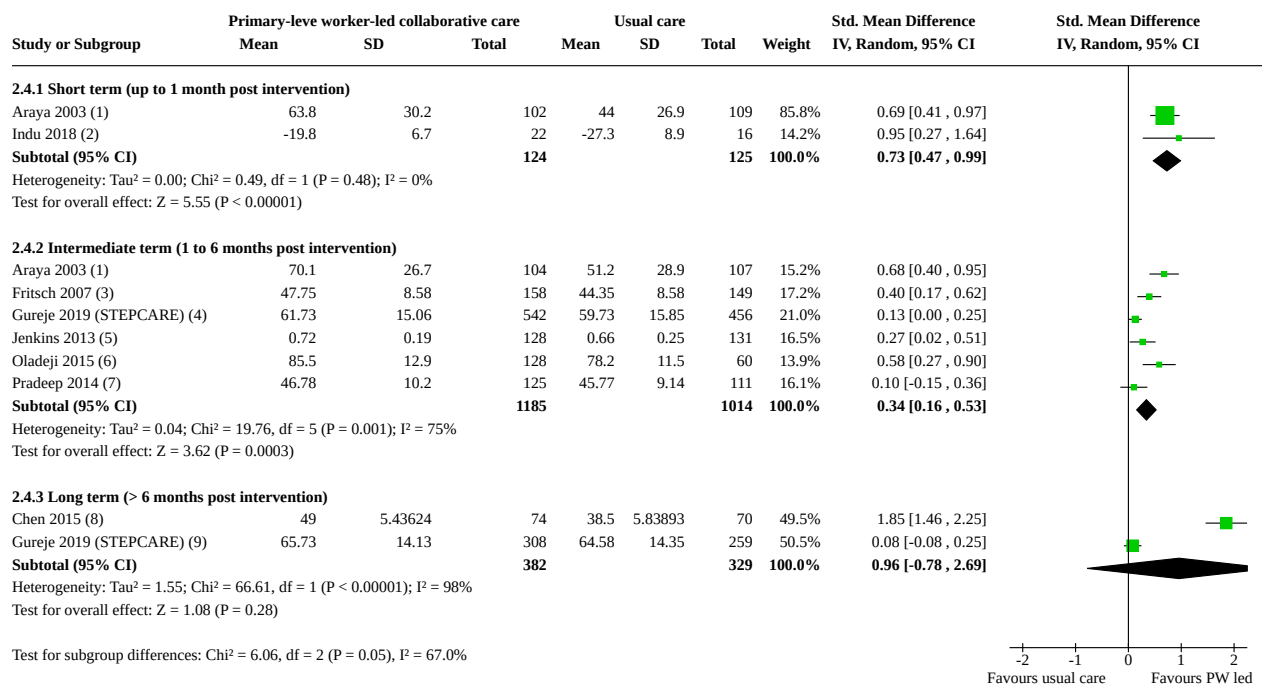 Primary-leve worker-led collaborative care Usual care Std. Mean Difference Std. Mean Difference
Study or Subgroup Mean SD Total Mean SD Total Weight IV, Random, 95% CI IV, Random, 95% CI
2.4.1 Short term (up to 1 month post intervention)
Araya 2003 (1) 63.8 30.2 102 44 26.9 109 85.8% 0.69 [0.41 , 0.97]
Indu 2018 (2) -19.8 6.7 22 -27.3 8.9 16 14.2% 0.95 [0.27 , 1.64]
Subtotal (95% CI) 124 125 100.0% 0.73 [0.47 , 0.99]
Heterogeneity: Tau² = 0.00; Chi² = 0.49, df = 1 (P = 0.48); I² = 0%
Test for overall effect: Z = 5.55 (P < 0.00001)
2.4.2 Intermediate term (1 to 6 months post intervention)
Araya 2003 (1) 70.1 26.7 104 51.2 28.9 107 15.2% 0.68 [0.40 , 0.95]
Fritsch 2007 (3) 47.75 8.58 158 44.35 8.58 149 17.2% 0.40 [0.17 , 0.62]
Gureje 2019 (STEPCARE) (4) 61.73 15.06 542 59.73 15.85 456 21.0% 0.13 [0.00 , 0.25]
Jenkins 2013 (5) 0.72 0.19 128 0.66 0.25 131 16.5% 0.27 [0.02 , 0.51]
Oladeji 2015 (6) 85.5 12.9 128 78.2 11.5 60 13.9% 0.58 [0.27 , 0.90]
Pradeep 2014 (7) 46.78 10.2 125 45.77 9.14 111 16.1% 0.10 [-0.15 , 0.36]
Subtotal (95% CI) 1185 1014 100.0% 0.34 [0.16 , 0.53]
Heterogeneity: Tau² = 0.04; Chi² = 19.76, df = 5 (P = 0.001); I² = 75%
Test for overall effect: Z = 3.62 (P = 0.0003)
2.4.3 Long term (> 6 months post intervention)
Chen 2015 (8) 49 5.43624 74 38.5 5.83893 70 49.5% 1.85 [1.46 , 2.25]
Gureje 2019 (STEPCARE) (9) 65.73 14.13 308 64.58 14.35 259 50.5% 0.08 [-0.08 , 0.25]
Subtotal (95% CI) 382 329 100.0% 0.96 [-0.78 , 2.69]
Heterogeneity: Tau² = 1.55; Chi² = 66.61, df = 1 (P < 0.00001); I² = 98%
Test for overall effect: Z = 1.08 (P = 0.28)
Test for subgroup differences: Chi² = 6.06, df = 2 (P = 0.05), I² = 67.0%
-2 -1 0 1 2
Favours usual care Favours PW led